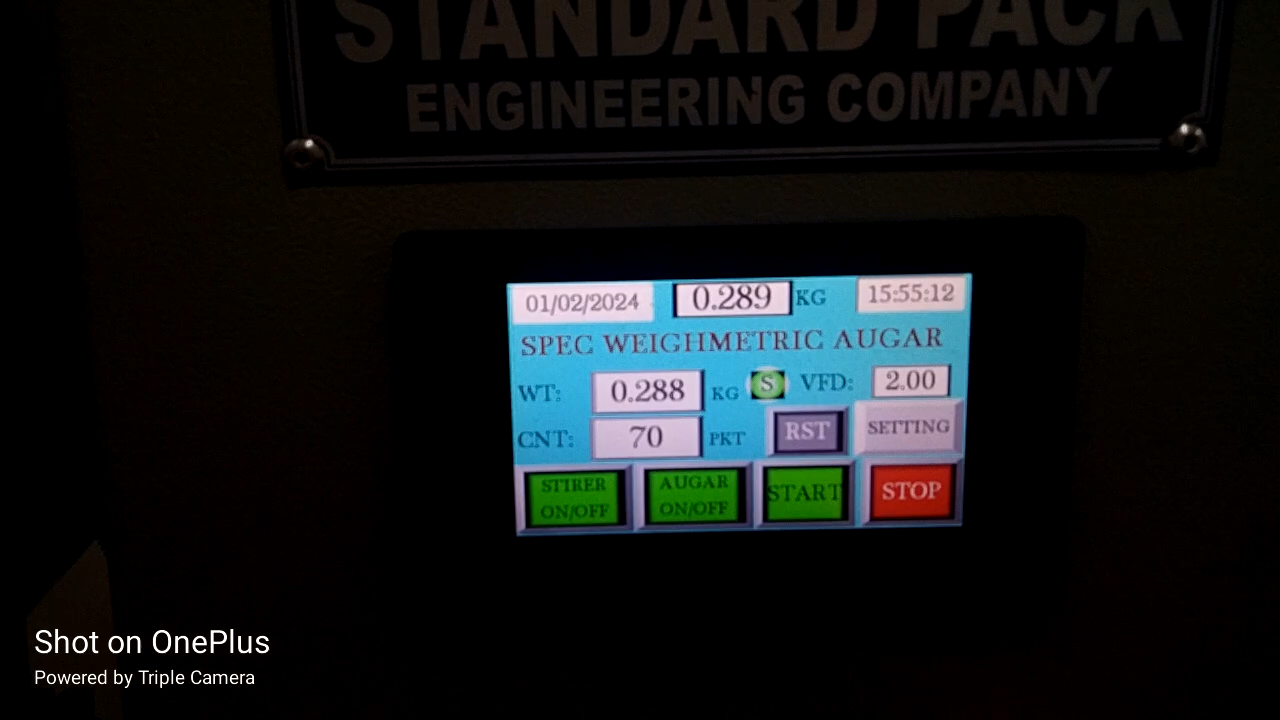 STANDARD PACK
ENGINEERING COMPANY
01/02/2024 0.289 KG 15:55:12
SPEC WEIGHMETRIC AUGAR
WT: 0.288 KG S VFD: 2.00
CNT: 70 PKT RST SETTING
STIRER ON/OFF
AUGAR ON/OFF
START
STOP
Shot on OnePlus
Powered by Triple Camera